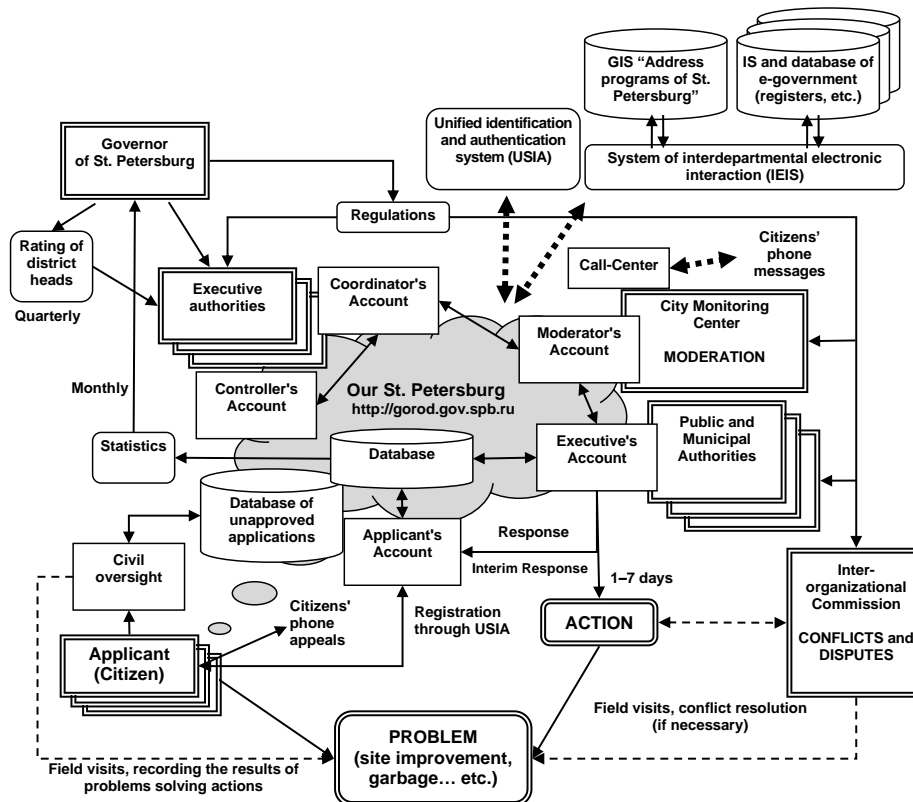 GIS “Address
programs of St.
Petersburg”
IS and database of
e-government
(registers, etc.)
Unified identification
and authentication
system (USIA)
Governor
of St. Petersburg
System of interdepartmental electronic
interaction (IEIS)
Regulations
Rating of
district
heads
Quarterly
Executive
authorities
Coordinator's
Account
Call-Center
Citizens’
phone
messages
Moderator's
Account
City Monitoring
Center
MODERATION
Monthly
Controller's
Account
Our St. Petersburg
http://gorod.gov.spb.ru
Statistics
Database
Executive's
Account
Public and
Municipal
Authorities
Database of
unapproved
applications
Applicant's
Account
Response
Interim Response
Civil
oversight
1–7 days
Inter-
organizational
Commission
CONFLICTS and
DISPUTES
Citizens'
phone
appeals
Registration
through USIA
ACTION
Applicant
(Citizen)
Field visits, conflict resolution
(if necessary)
PROBLEM
(site improvement,
garbage… etc.)
Field visits, recording the results of
problems solving actions